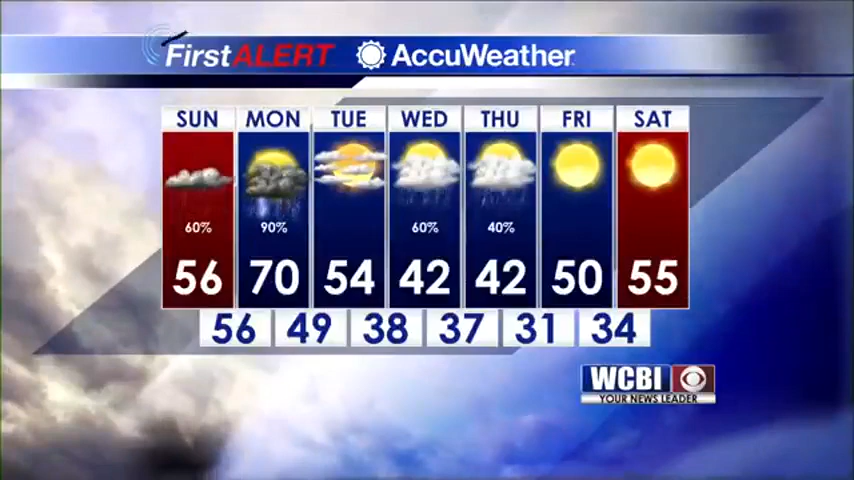 FirstALERT AccuWeather
SUN MON TUE WED THU FRI SAT
60% 90% 60% 40%
56 70 54 42 42 50 55
56 49 38 37 31 34
WCBI
YOUR NEWS LEADER